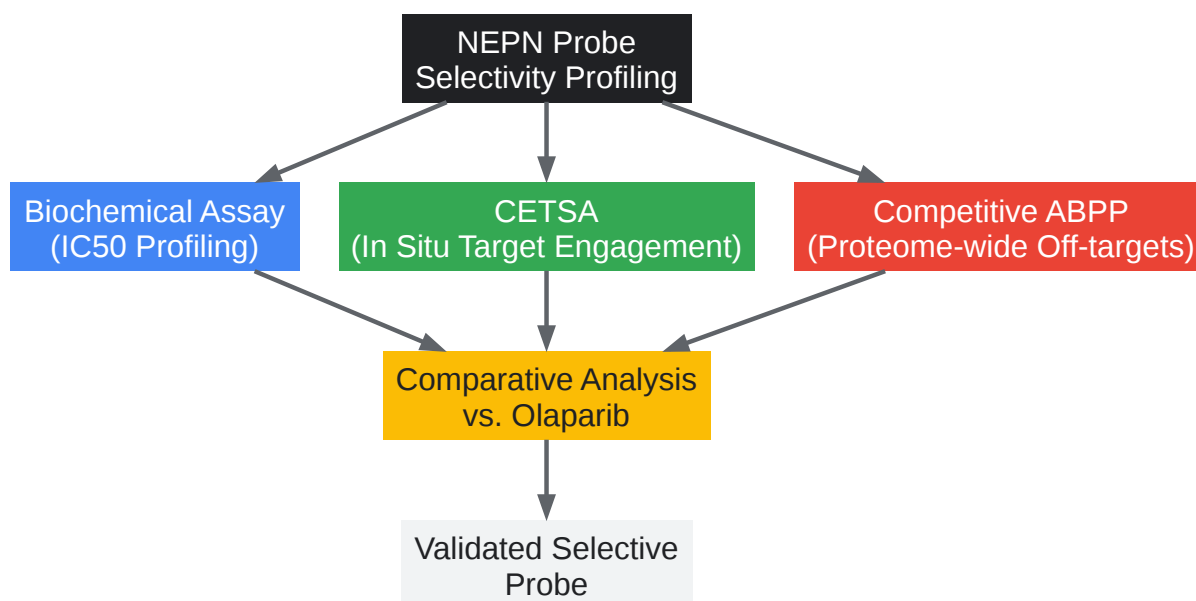 NEPN Probe
Selectivity Profiling
Biochemical Assay
(IC50 Profiling)
CETSA
(In Situ Target Engagement)
Competitive ABPP
(Proteome-wide Off-targets)
Comparative Analysis
vs. Olaparib
Validated Selective
Probe